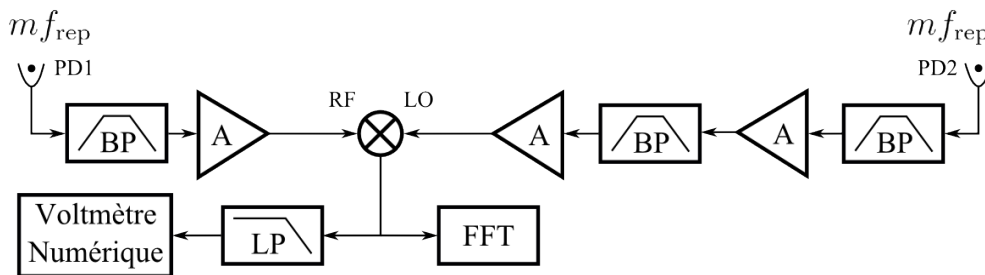 mf_rep
mf_rep
PD1
PD2
RF
LO
BP
A
A
BP
A
BP
Voltmètre
Numérique
LP
FFT